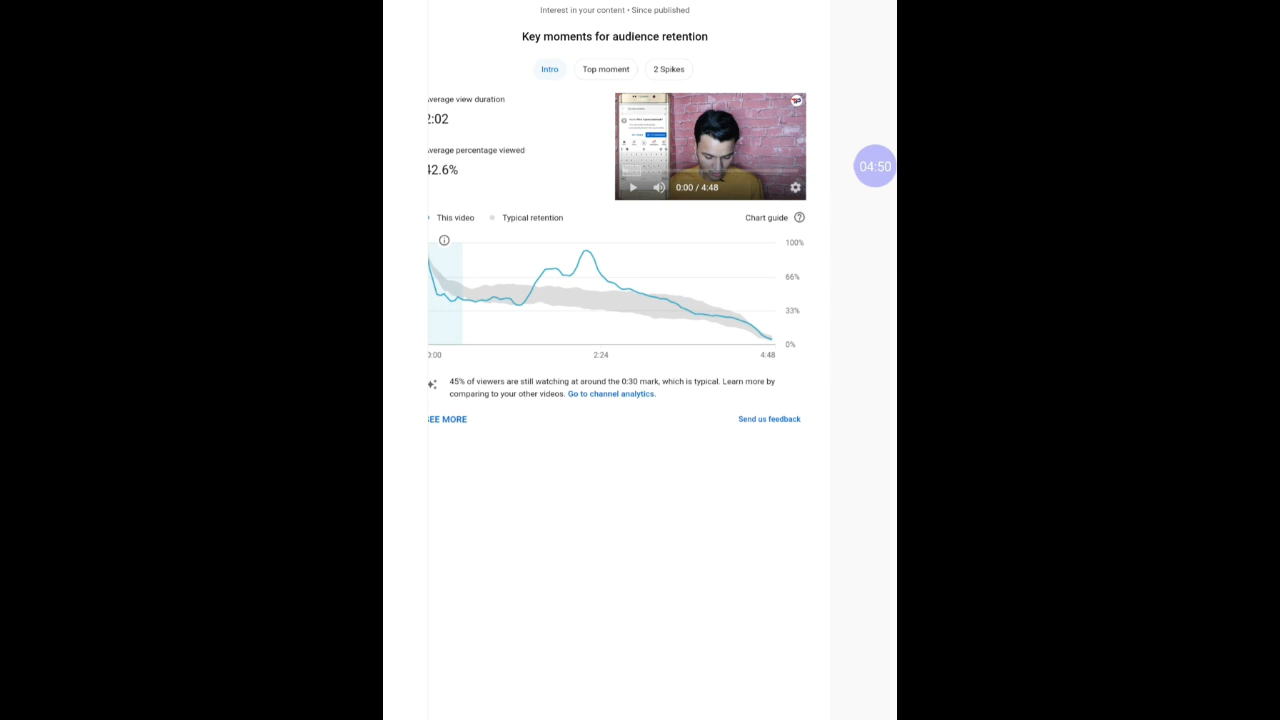 Interest in your content • Since published
Key moments for audience retention
Intro
Top moment
2 Spikes
verage view duration
2:02
verage percentage viewed
42.6%
0:00 / 4:48
04:50
This video
Typical retention
Chart guide
100%
66%
33%
0%
0:00
2:24
4:48
45% of viewers are still watching at around the 0:30 mark, which is typical. Learn more by
comparing to your other videos. Go to channel analytics.
SEE MORE
Send us feedback